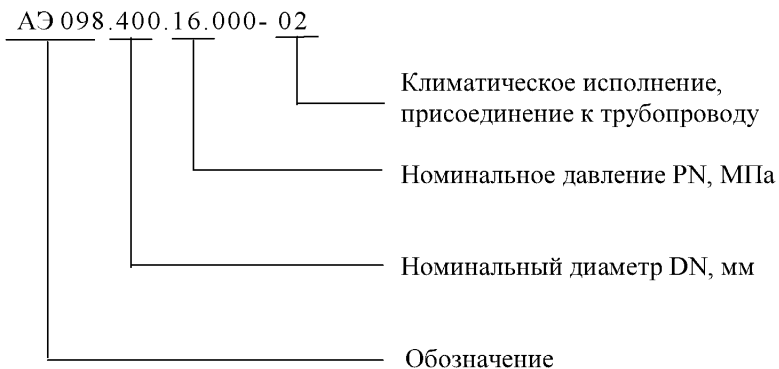 АЭ 098.400.16.000-02
Климатическое исполнение,
присоединение к трубопроводу
Номинальное давление PN, МПа
Номинальный диаметр DN, мм
Обозначение